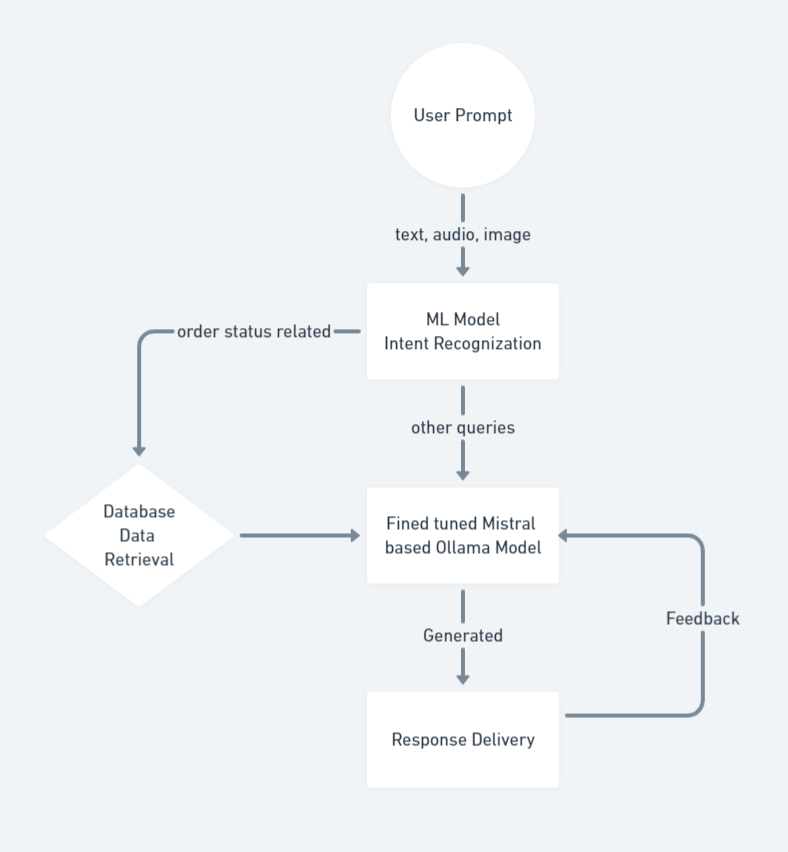 User Prompt
text, audio, image
ML Model
Intent Recognization
order status related
other queries
Database
Data
Retrieval
Fined tuned Mistral
based Ollama Model
Feedback
Generated
Response Delivery